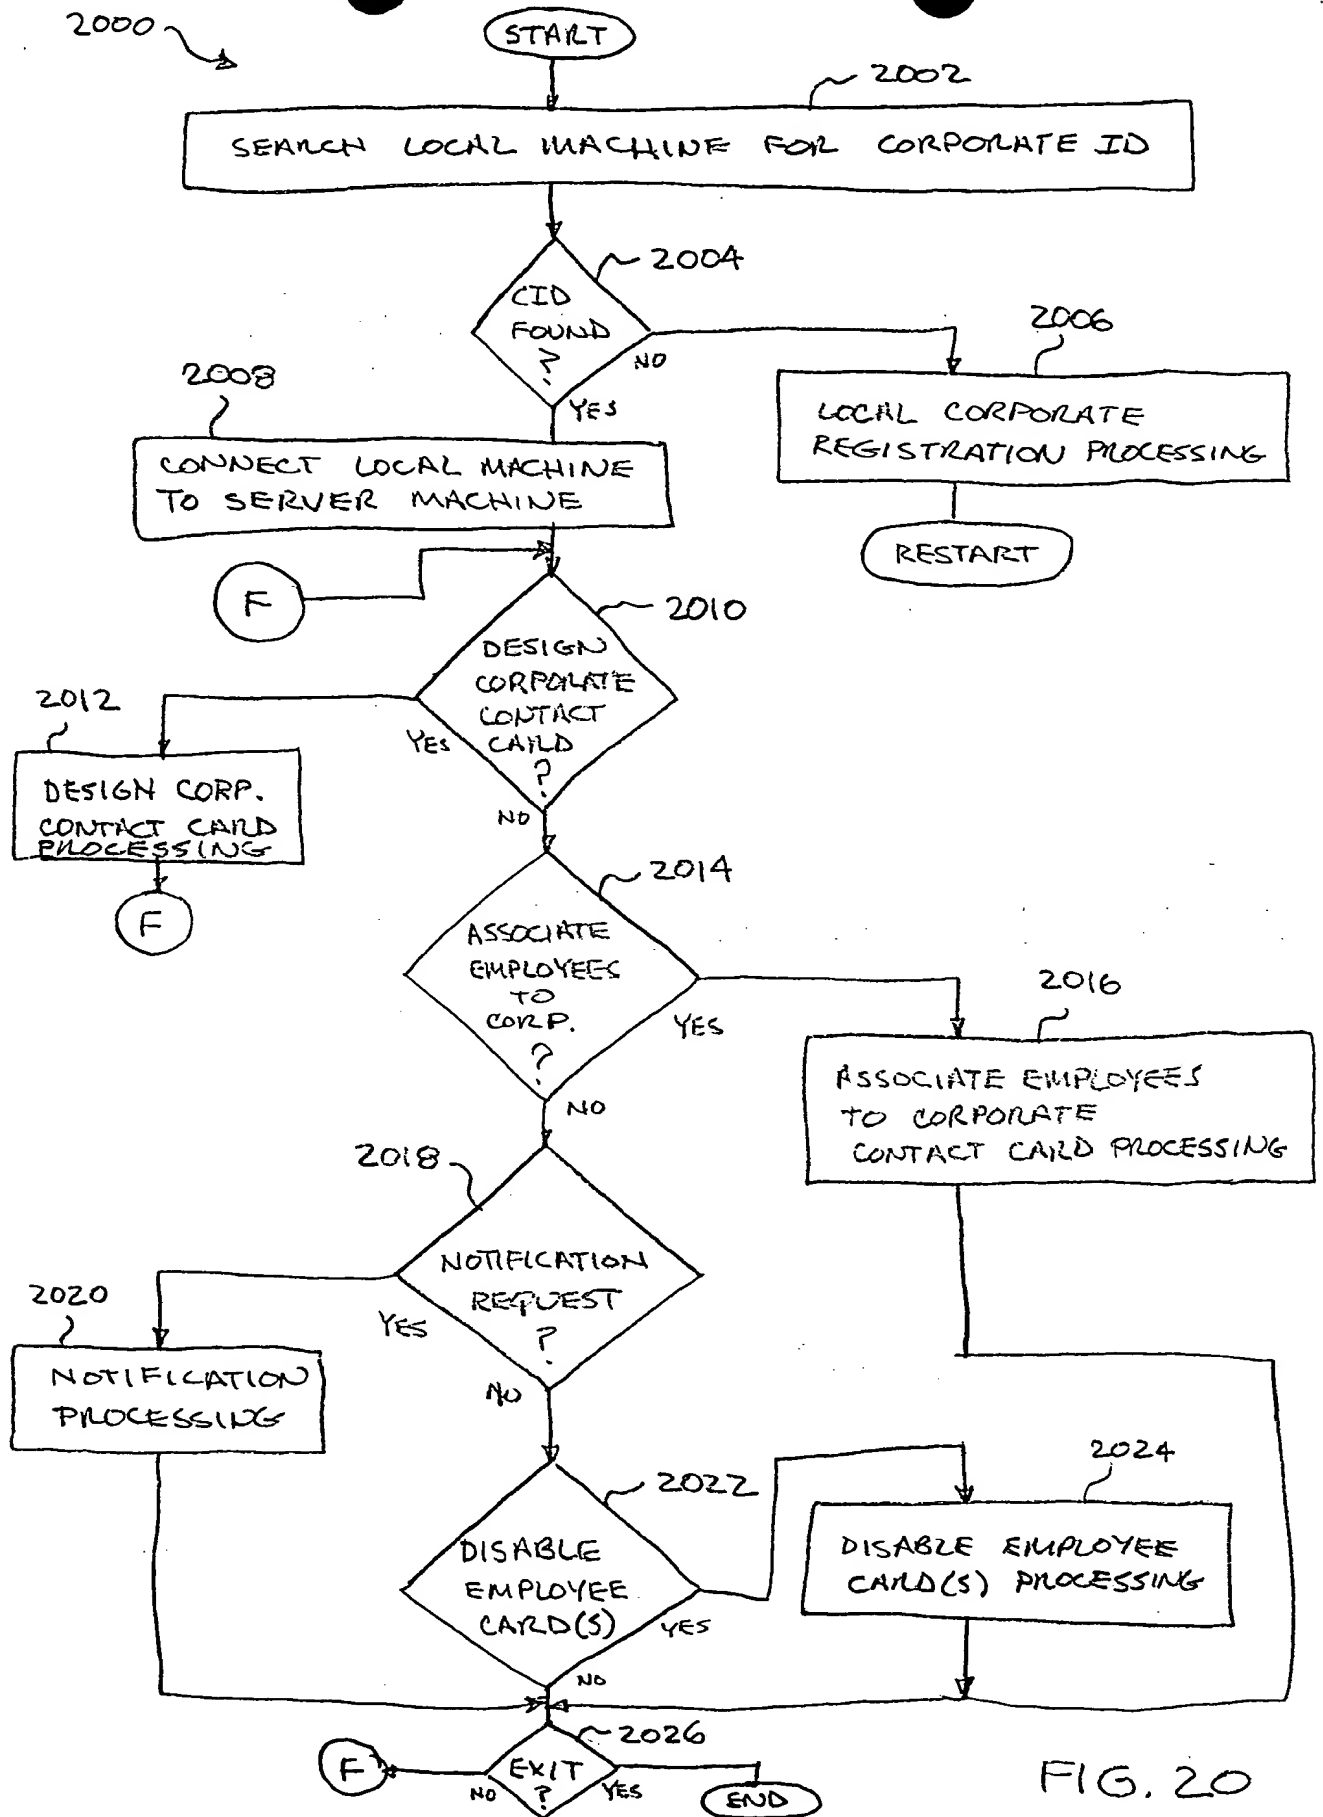 2000
START
2002
SEARCH LOCAL MACHINE FOR CORPORATE ID
2004
CID
FOUND
?
NO
YES
2006
LOCAL CORPORATE
REGISTRATION PROCESSING
RESTART
2008
CONNECT LOCAL MACHINE
TO SERVER MACHINE
F
2010
DESIGN
CORPORATE
CONTACT
CARD
?
YES
NO
2012
DESIGN CORP.
CONTACT CARD
PROCESSING
F
2014
ASSOCIATE
EMPLOYEES
TO
CORP.
?
YES
NO
2016
ASSOCIATE EMPLOYEES
TO CORPORATE
CONTACT CARD PROCESSING
2018
NOTIFICATION
REQUEST
?
YES
NO
2020
NOTIFICATION
PROCESSING
2022
DISABLE
EMPLOYEE
CARD(S)
YES
NO
2024
DISABLE EMPLOYEE
CARD(S) PROCESSING
2026
EXIT
?
NO
YES
F
END
FIG. 20